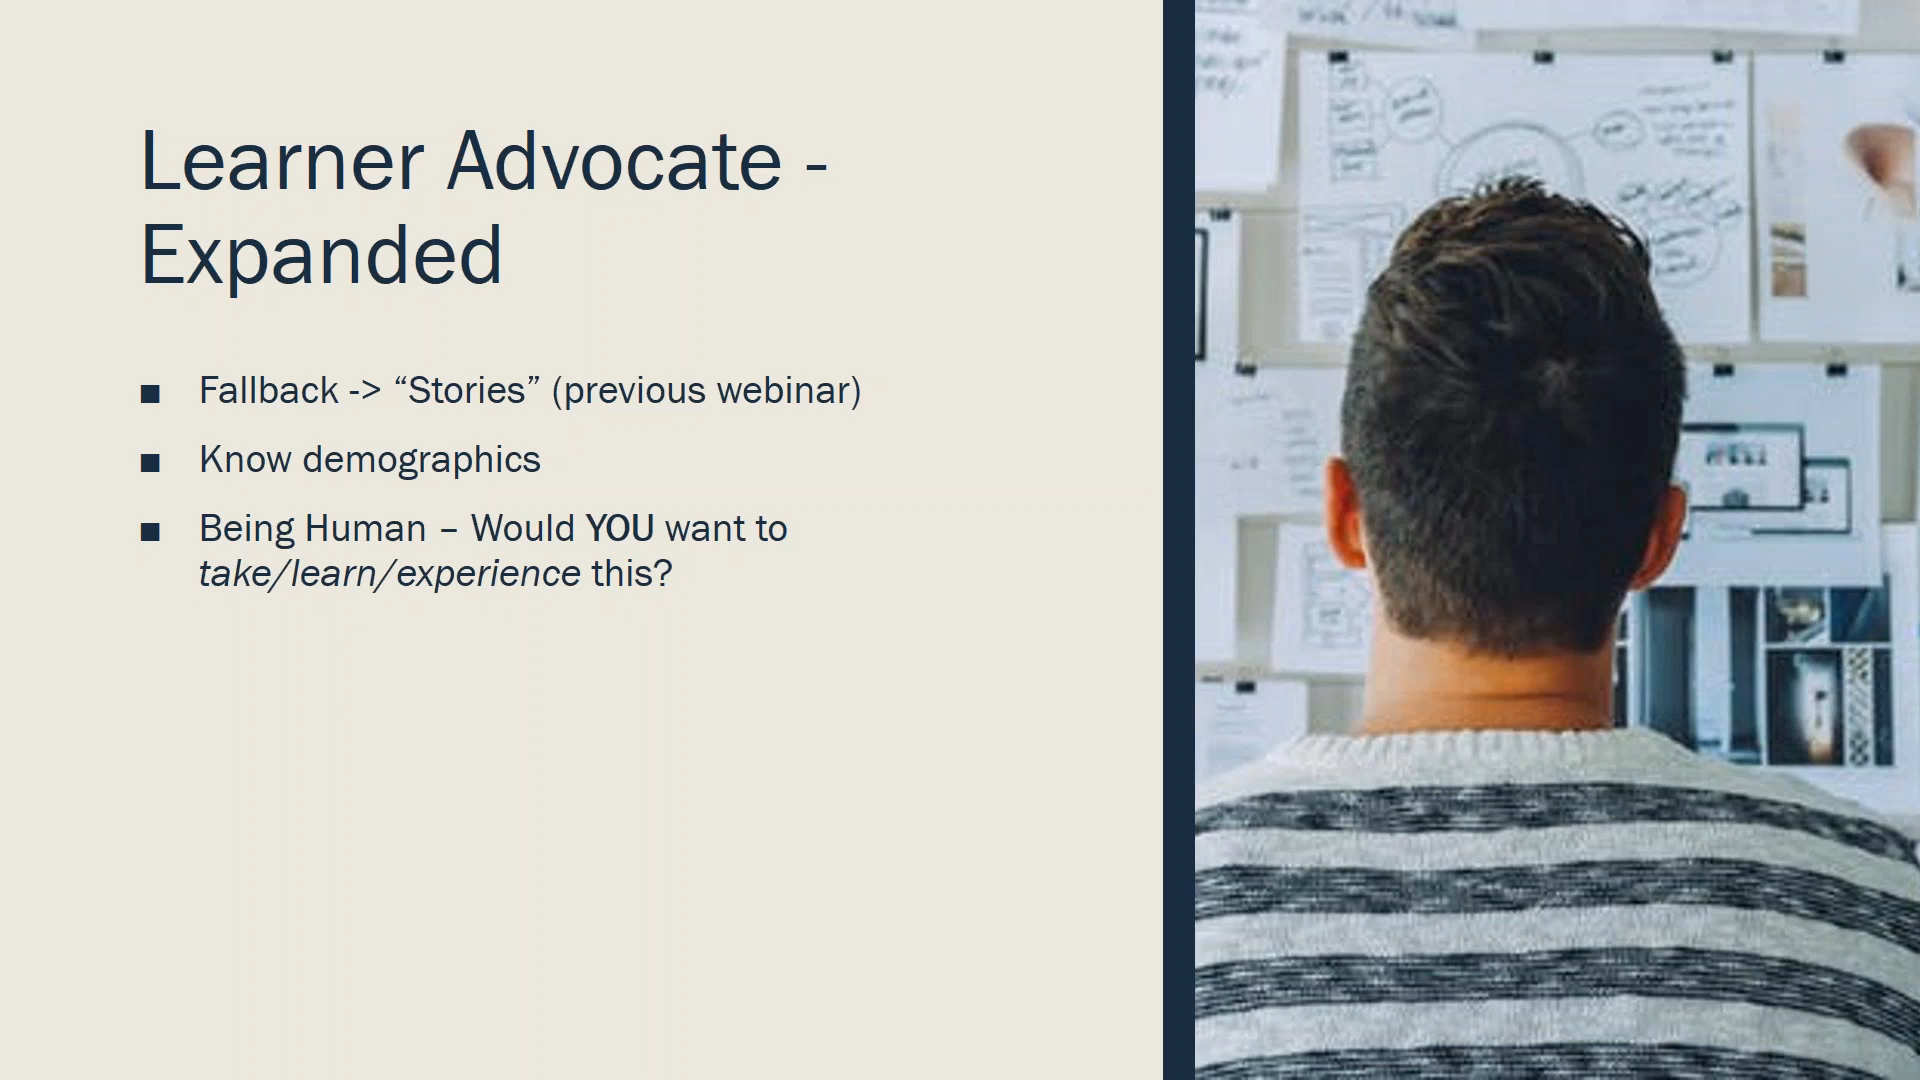 Learner Advocate -
Expanded
■ Fallback -> “Stories” (previous webinar)
■ Know demographics
■ Being Human – Would YOU want to
take/learn/experience this?